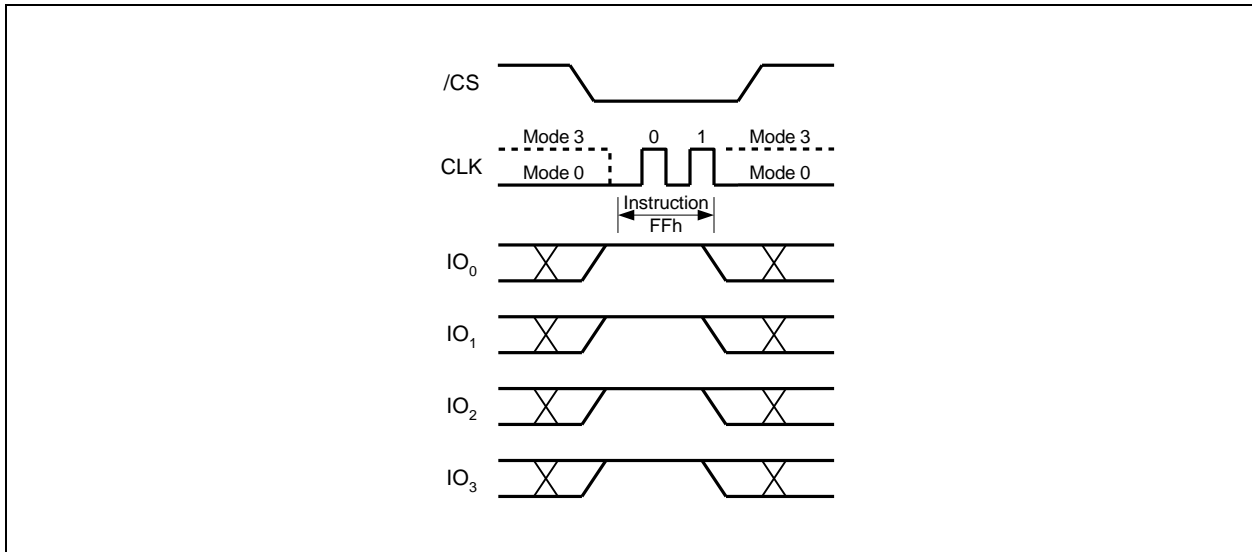 /CS
Mode 3 0 1 Mode 3
CLK
Mode 0 Mode 0
Instruction
FFh
IO0
IO1
IO2
IO3